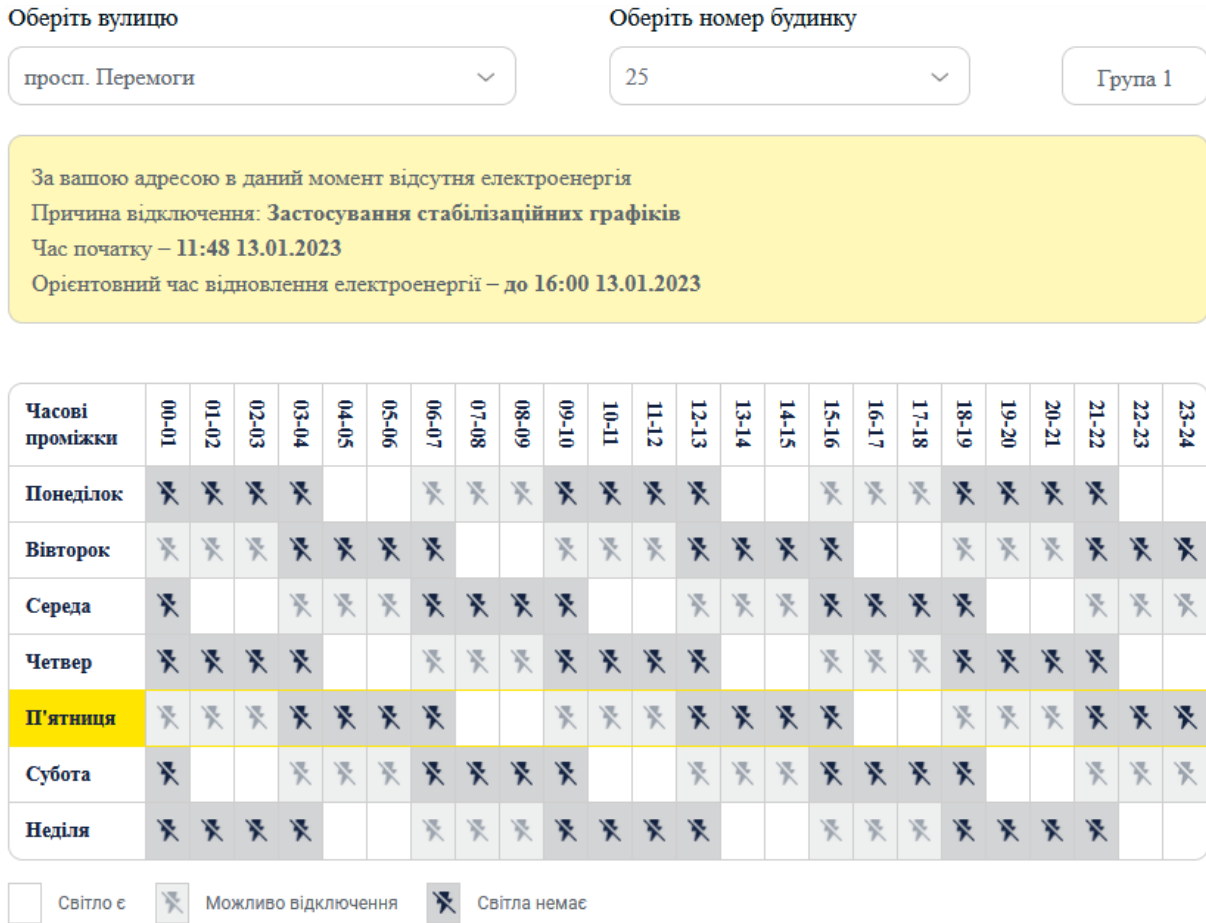 Оберіть вулицю Оберіть номер будинку
просп. Перемоги 25 Група 1
За вашою адресою в даний момент відсутня електроенергія
Причина відключення: Застосування стабілізаційних графіків
Час початку – 11:48 13.01.2023
Орієнтовний час відновлення електроенергії – до 16:00 13.01.2023
Часові проміжки 00-01 01-02 02-03 03-04 04-05 05-06 06-07 07-08 08-09 09-10 10-11 11-12 12-13 13-14 14-15 15-16 16-17 17-18 18-19 19-20 20-21 21-22 22-23 23-24
Понеділок
Вівторок
Середа
Четвер
П'ятниця
Субота
Неділя
Світло є Можливо відключення Світла немає